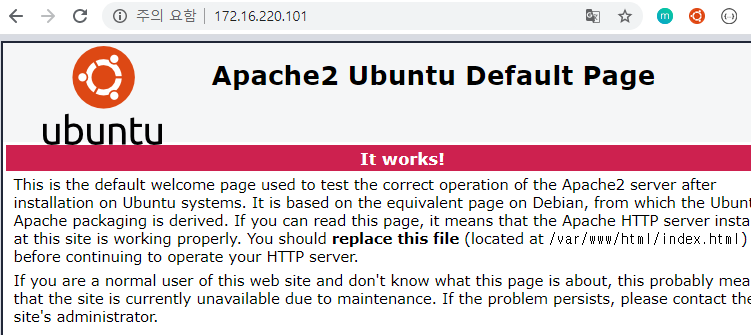 주의 요함 172.16.220.101
m
Apache2 Ubuntu Default Page
ubuntu
It works!
This is the default welcome page used to test the correct operation of the Apache2 server after
installation on Ubuntu systems. It is based on the equivalent page on Debian, from which the Ubunt
Apache packaging is derived. If you can read this page, it means that the Apache HTTP server insta
at this site is working properly. You should replace this file (located at /var/www/html/index.html)
before continuing to operate your HTTP server.
If you are a normal user of this web site and don't know what this page is about, this probably mea
that the site is currently unavailable due to maintenance. If the problem persists, please contact the
site's administrator.